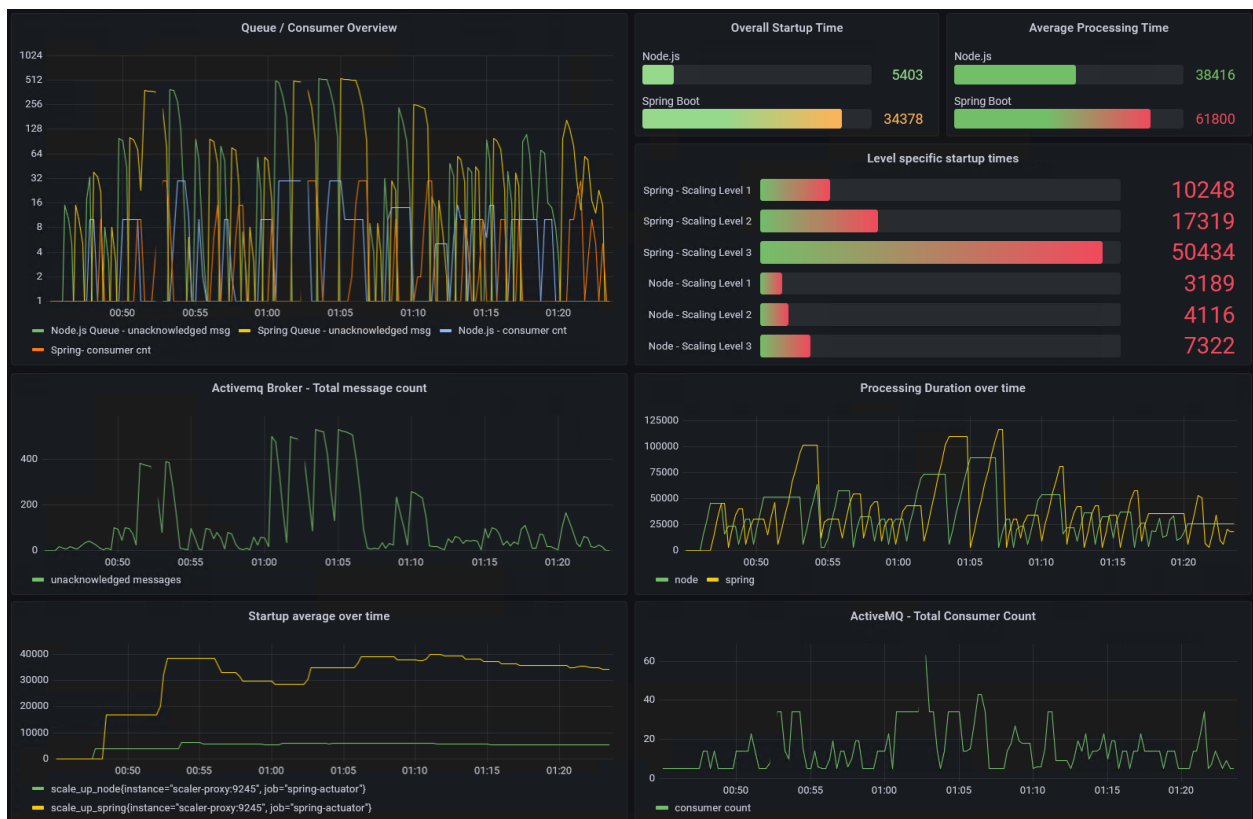 Queue / Consumer Overview
1024
512
256
128
64
32
16
8
4
2
1
00:50 00:55 01:00 01:05 01:10 01:15 01:20
Node.js Queue - unacknowledged msg Spring Queue - unacknowledged msg Node.js - consumer cnt
Spring- consumer cnt
Overall Startup Time
Node.js
5403
Spring Boot
34378
Average Processing Time
Node.js
38416
Spring Boot
61800
Level specific startup times
Spring - Scaling Level 1 10248
Spring - Scaling Level 2 17319
Spring - Scaling Level 3 50434
Node - Scaling Level 1 3189
Node - Scaling Level 2 4116
Node - Scaling Level 3 7322
Activemq Broker - Total message count
400
200
0
00:50 00:55 01:00 01:05 01:10 01:15 01:20
unacknowledged messages
Processing Duration over time
125000
100000
75000
50000
25000
0
00:50 00:55 01:00 01:05 01:10 01:15 01:20
node spring
Startup average over time
40000
30000
20000
10000
0
00:50 00:55 01:00 01:05 01:10 01:15 01:20
scale_up_node{instance="scaler-proxy:9245", job="spring-actuator"}
scale_up_spring{instance="scaler-proxy:9245", job="spring-actuator"}
ActiveMQ - Total Consumer Count
60
40
20
0
00:50 00:55 01:00 01:05 01:10 01:15 01:20
consumer count